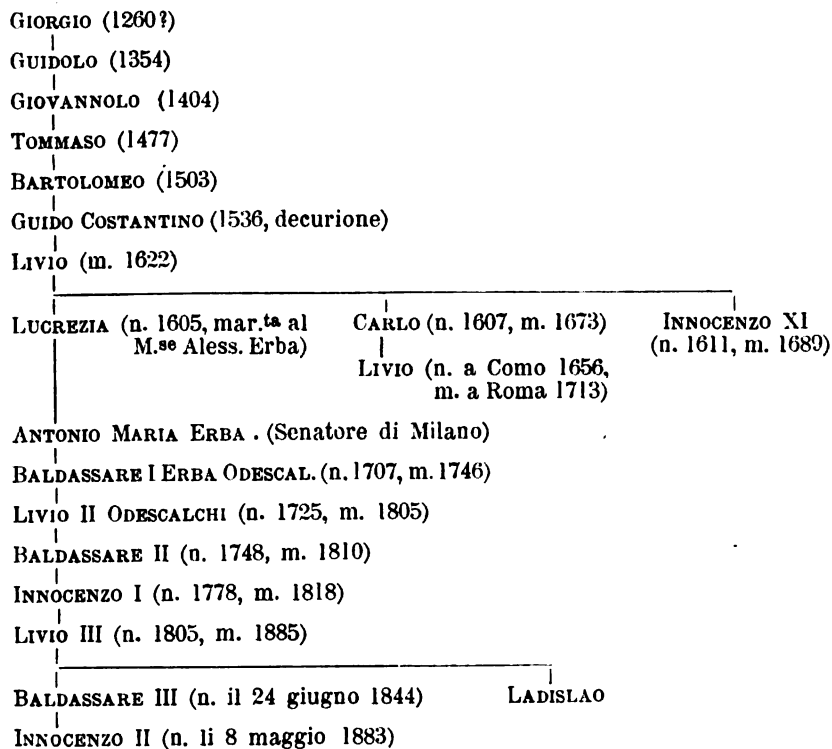 GIORGIO (1260?)
GUIDOLO (1354)
GIOVANNOLO (1404)
TOMMASO (1477)
BARTOLOMEO (1503)
GUIDO COSTANTINO (1536, decurione)
LIVIO (m. 1622)
LUCREZIA (n. 1605, mar.ta al
M.se Aless. Erba)
CARLO (n. 1607, m. 1673)
LIVIO (n. a Como 1656,
m. a Roma 1713)
INNOCENZO XI
(n. 1611, m. 1689)
ANTONIO MARIA ERBA . (Senatore di Milano)
BALDASSARE I ERBA ODESCAL. (n. 1707, m. 1746)
LIVIO II ODESCALCHI (n. 1725, m. 1805)
BALDASSARE II (n. 1748, m. 1810)
INNOCENZO I (n. 1778, m. 1818)
LIVIO III (n. 1805, m. 1885)
BALDASSARE III (n. il 24 giugno 1844)
LADISLAO
INNOCENZO II (n. li 8 maggio 1883)